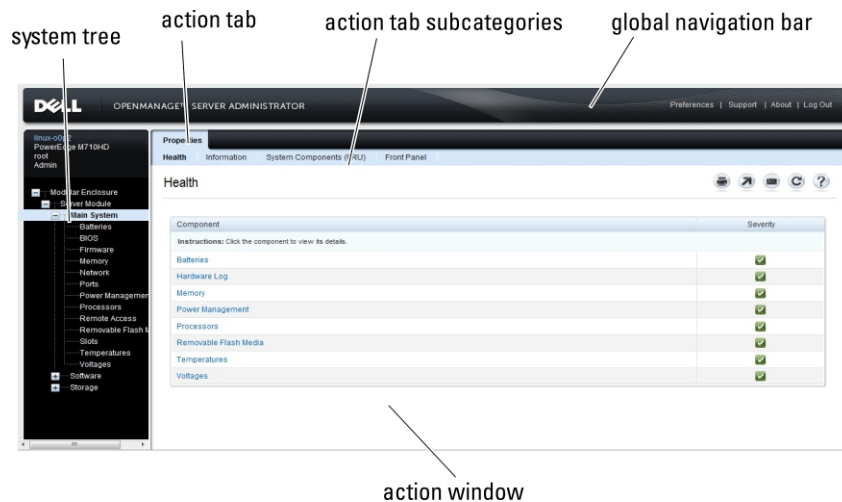 system tree
action tab
action tab subcategories
global navigation bar
DELL
OPENMANAGE™ SERVER ADMINISTRATOR
Preferences | Support | About | Log Out
PowerEdge M710HD
root
Admin
Properties
Health Information System Components (FRU) Front Panel
Health
Modular Enclosure
Server Module
Main System
Batteries
BIOS
Firmware
Memory
Network
Ports
Power Managemen
Processors
Remote Access
Removable Flash M
Slots
Temperatures
Voltages
Software
Storage
Component Severity
Instructions: Click the component to view its details.
Batteries
Hardware Log
Memory
Power Management
Processors
Removable Flash Media
Temperatures
Voltages
action window